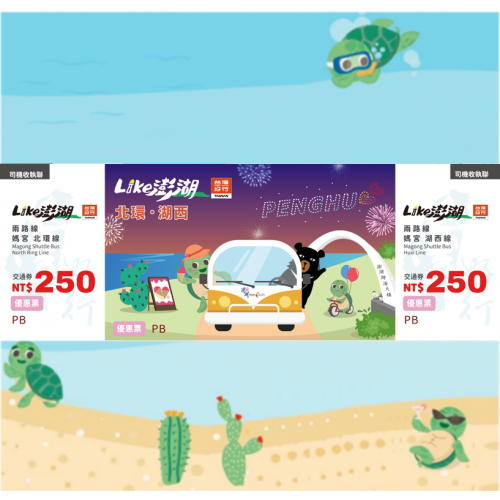 司機收執聯
Like澎湖
台灣好行
TAIWAN
兩路線
媽宮 北環線
Magong Shuttle Bus
North Ring Line
交通券
NT$250
優惠票
PB
Like澎湖
台灣好行
TAIWAN
北環・湖西
PENGHU
澎湖跨海大橋
優惠票 PB
司機收執聯
Like澎湖
台灣好行
TAIWAN
兩路線
媽宮 湖西線
Magong Shuttle Bus
Huxi Line
交通券
NT$250
優惠票
PB